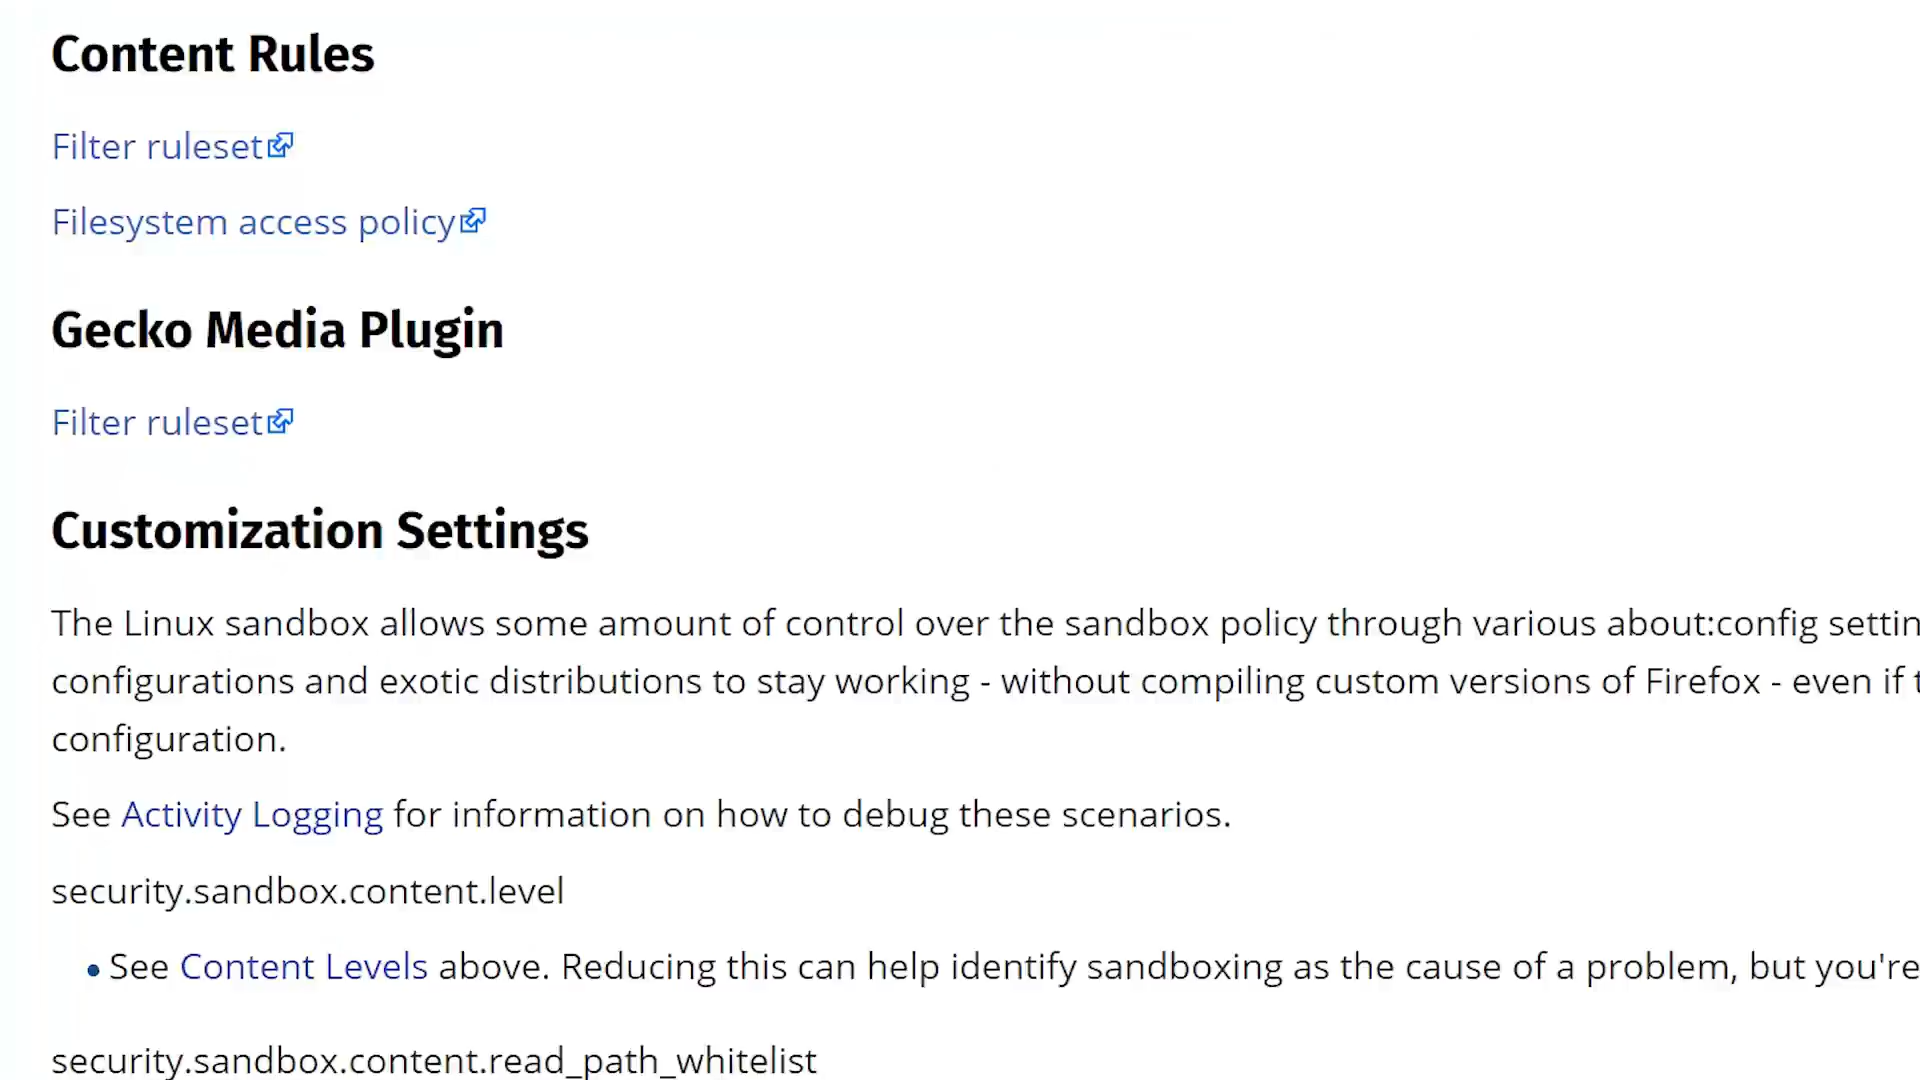 Content Rules
Filter ruleset
Filesystem access policy
Gecko Media Plugin
Filter ruleset
Customization Settings
The Linux sandbox allows some amount of control over the sandbox policy through various about:config
configurations and exotic distributions to stay working - without compiling custom versions of Firefox - even if
configuration.
See Activity Logging for information on how to debug these scenarios.
security.sandbox.content.level
• See Content Levels above. Reducing this can help identify sandboxing as the cause of a problem, but you're
security.sandbox.content.read_path_whitelist